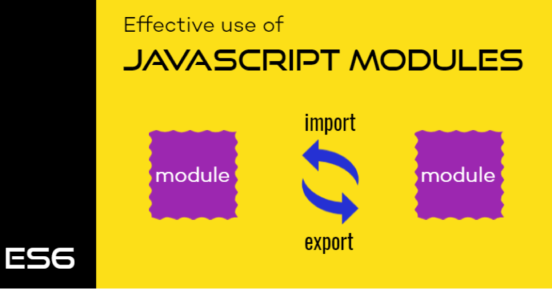 Effective use of
JAVASCRIPT MODULES
import
module
module
export
ES6